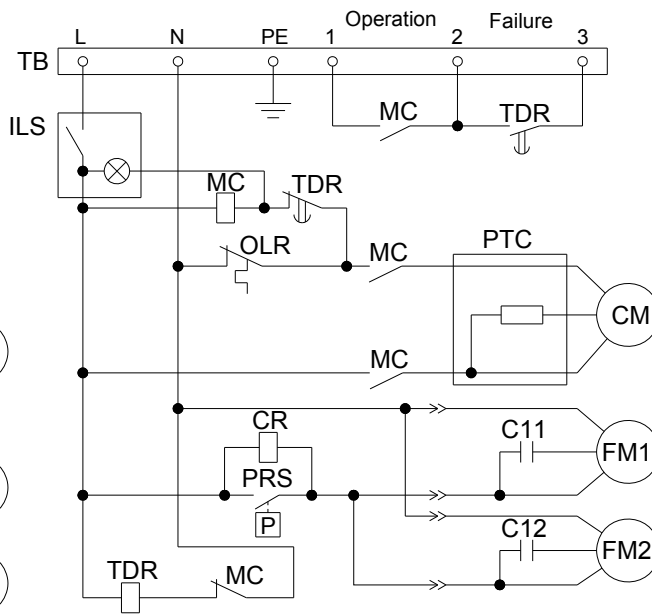 Operation Failure
L N PE 1 2 3
TB
MC TDR
ILS
MC TDR
OLR MC PTC
CM
MC
CR C11
FM1
PRS
P C12
FM2
TDR MC